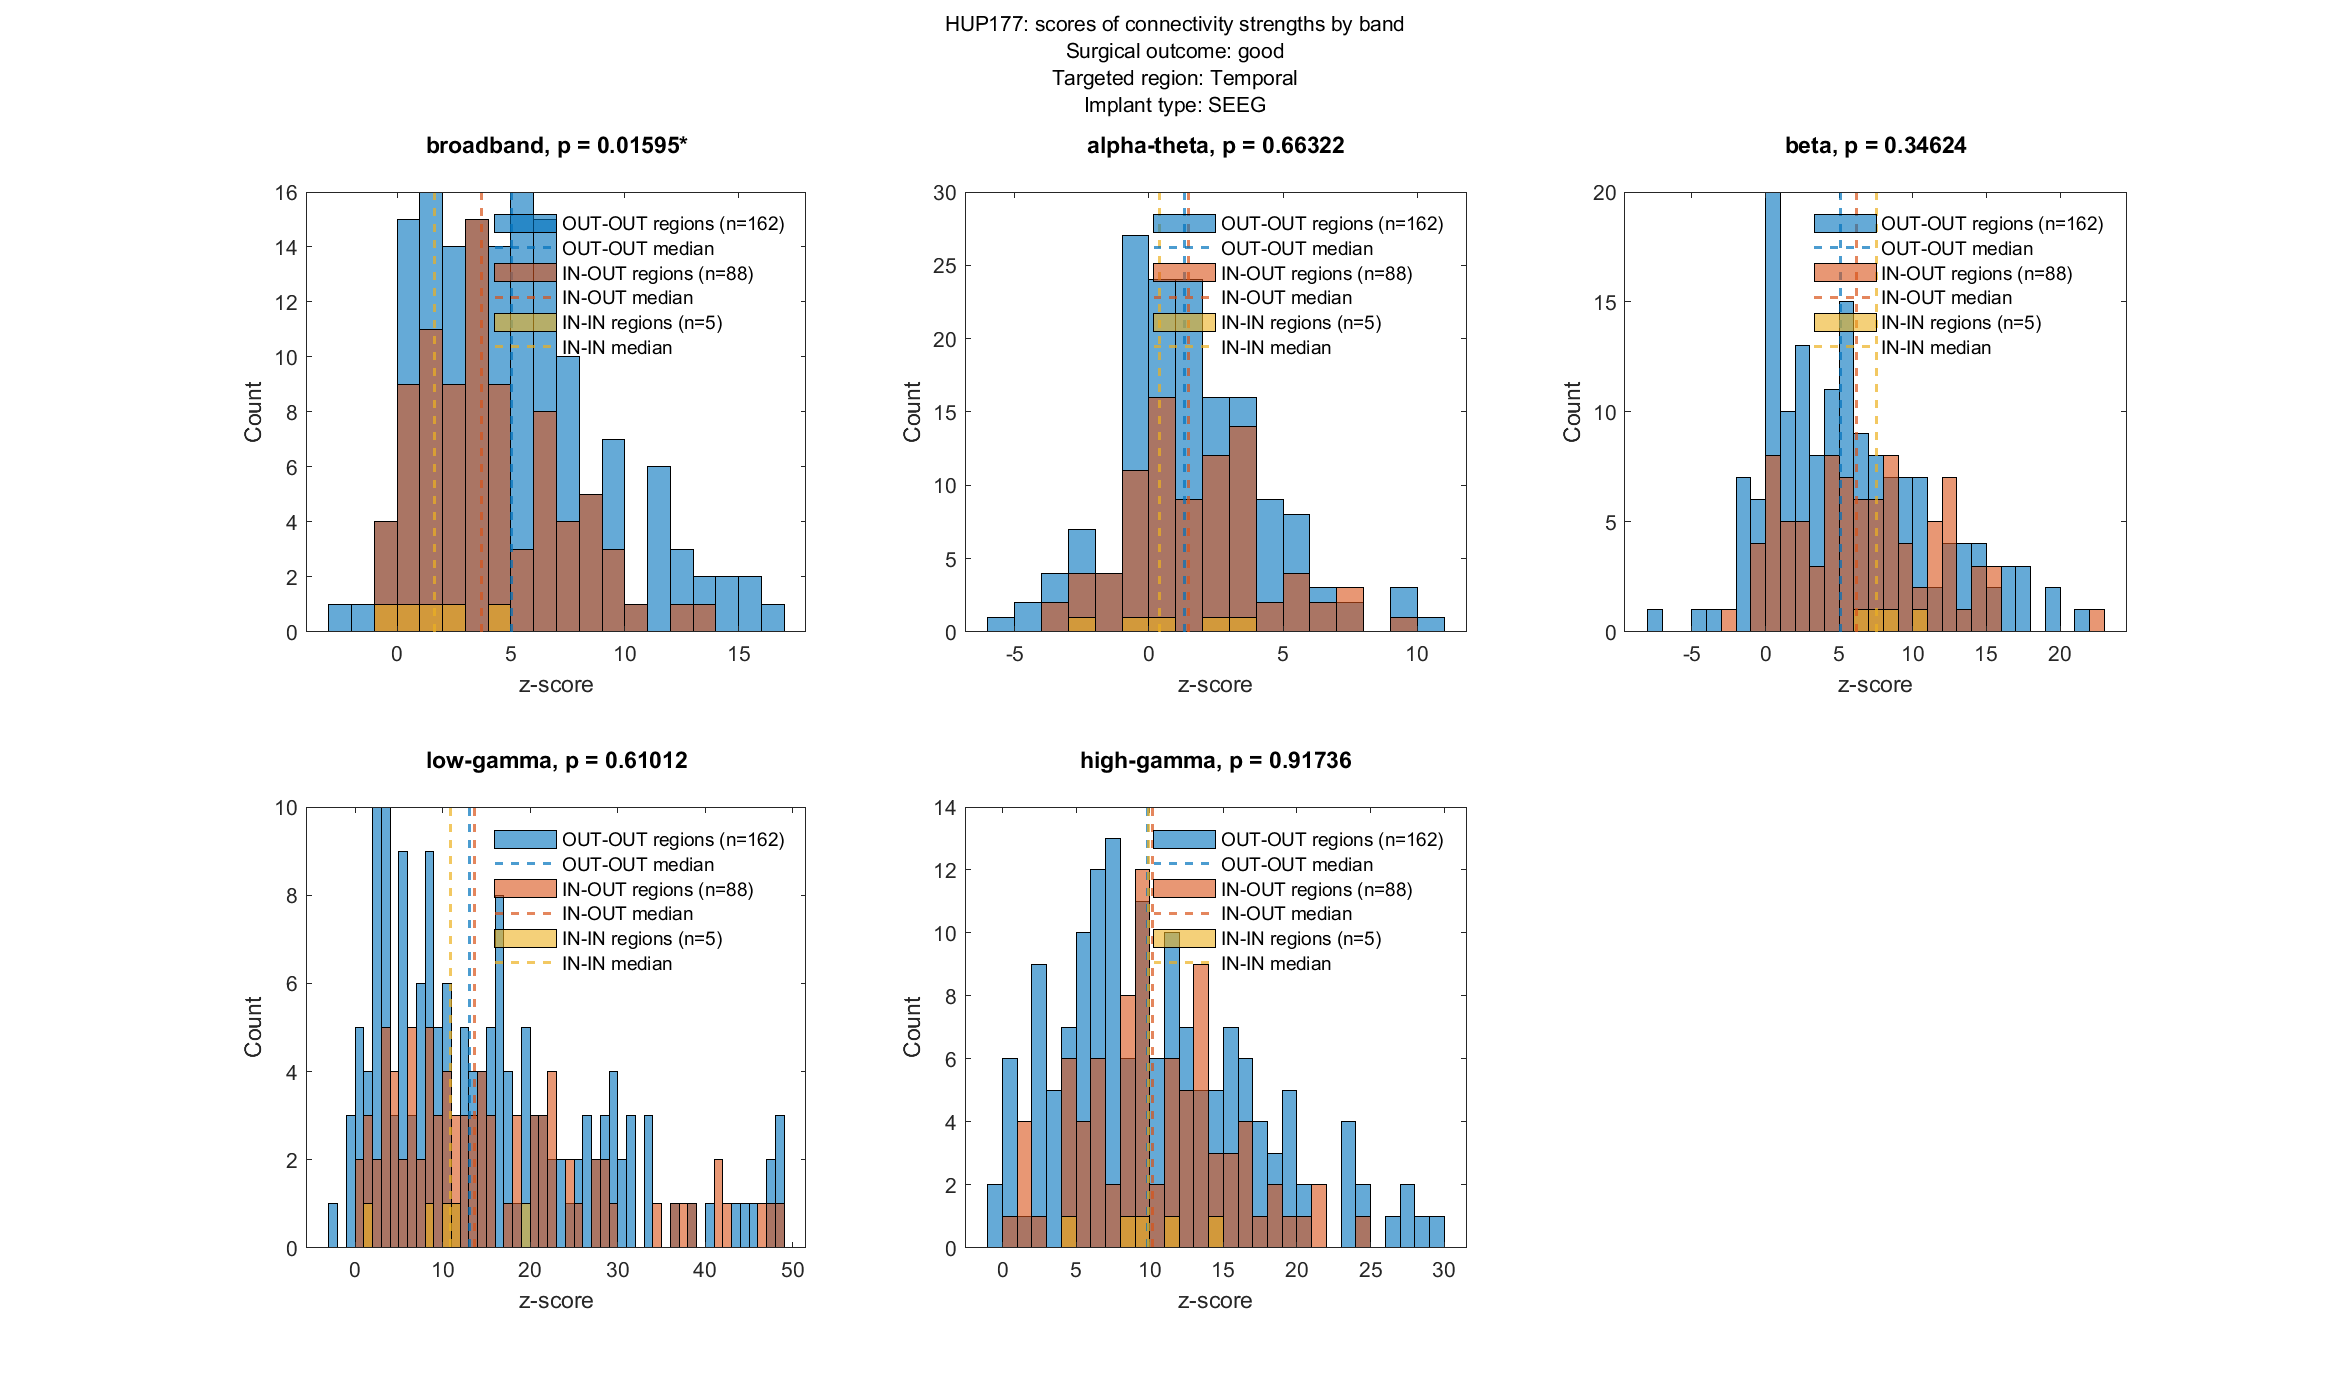 HUP177: scores of connectivity strengths by band
Surgical outcome: good
Targeted region: Temporal
Implant type: SEEG
broadband, p = 0.01595*
16
14
12
10
8
6
4
2
0
Count
0 5 10 15
z-score
OUT-OUT regions (n=162)
OUT-OUT median
IN-OUT regions (n=88)
IN-OUT median
IN-IN regions (n=5)
IN-IN median
alpha-theta, p = 0.66322
30
25
20
15
10
5
0
Count
-5 0 5 10
z-score
OUT-OUT regions (n=162)
OUT-OUT median
IN-OUT regions (n=88)
IN-OUT median
IN-IN regions (n=5)
IN-IN median
beta, p = 0.34624
20
15
10
5
0
Count
-5 0 5 10 15 20
z-score
OUT-OUT regions (n=162)
OUT-OUT median
IN-OUT regions (n=88)
IN-OUT median
IN-IN regions (n=5)
IN-IN median
low-gamma, p = 0.61012
10
8
6
4
2
0
Count
0 10 20 30 40 50
z-score
OUT-OUT regions (n=162)
OUT-OUT median
IN-OUT regions (n=88)
IN-OUT median
IN-IN regions (n=5)
IN-IN median
high-gamma, p = 0.91736
14
12
10
8
6
4
2
0
Count
0 5 10 15 20 25 30
z-score
OUT-OUT regions (n=162)
OUT-OUT median
IN-OUT regions (n=88)
IN-OUT median
IN-IN regions (n=5)
IN-IN median